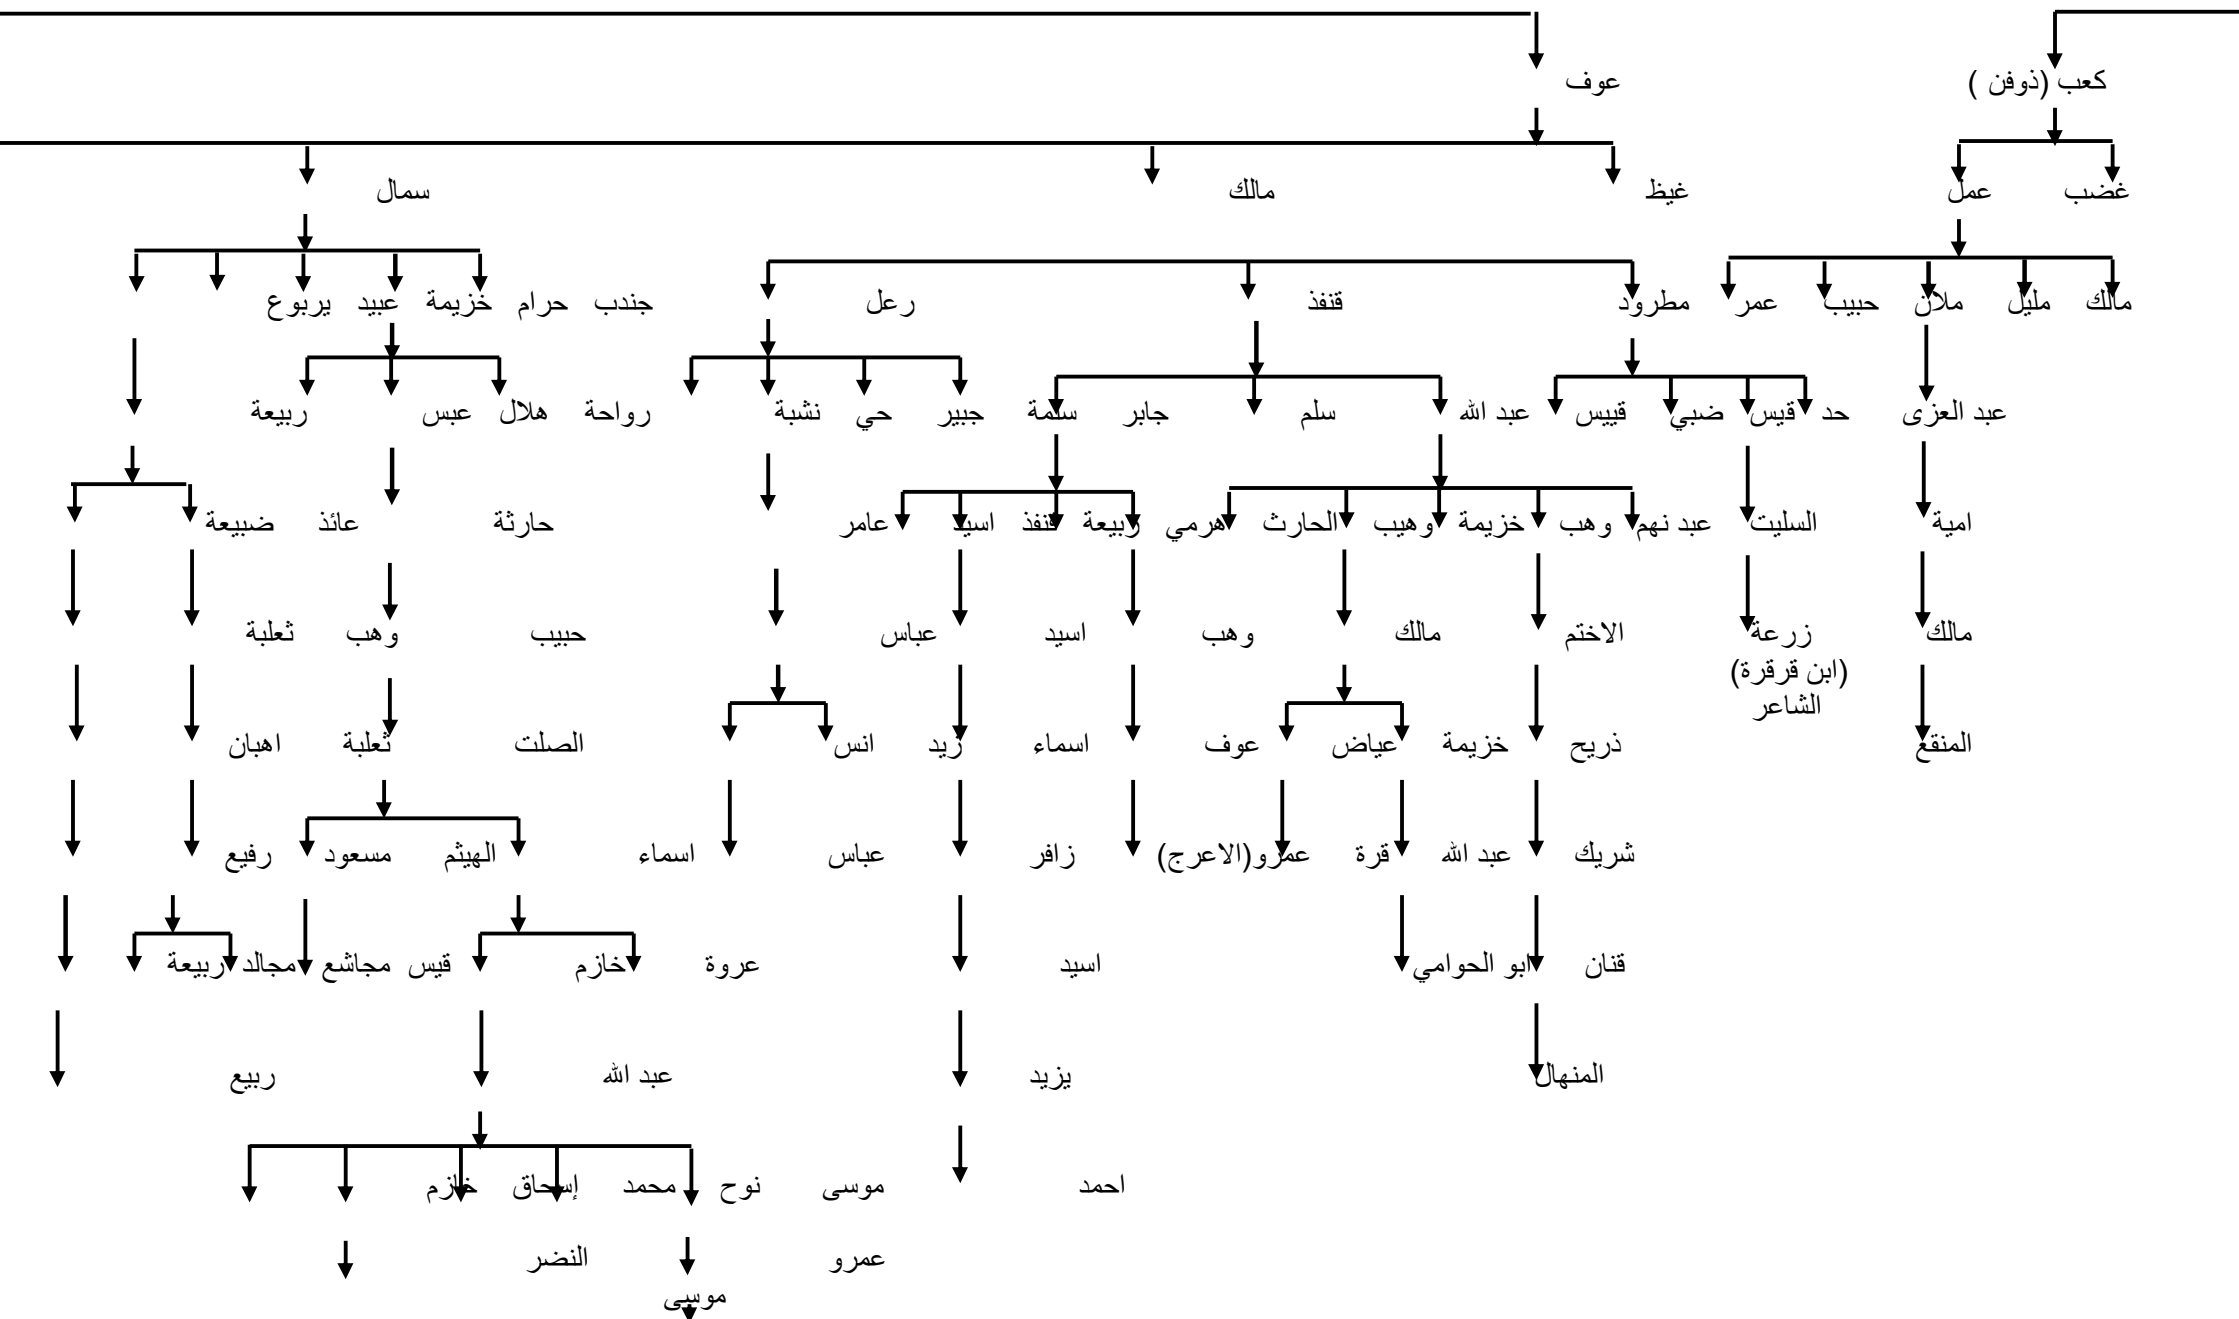 كعب (ذوفن ) عوف
غضب عمل غيظ مالك سمال
مالك مليل ملان حبيب عمر مطرود قنفذ رعل جندب حرام خزيمة عبيد يربوع
عبد العزى حد قيس ضبي قييس عبد الله سلم جابر سلمة جبير حي نشبة رواحة هلال عبس ربيعة
امية السليت عبد نهم وهب خزيمة وهيب الحارث هرمي ربيعة قنفذ اسيد عامر حارثة عائذ ضبيعة
مالك زرعة الاختم مالك وهب اسيد عباس حبيب وهب ثعلبة
(ابن قرقرة)
الشاعر
المنقع ذريح خزيمة عياض عوف اسماء زيد انس الصلت ثعلبة اهبان
شريك عبد الله قرة عمرو(الاعرج) زافر عباس اسماء الهيثم مسعود رفيع
قنان ابو الحوامي اسيد عروة خازم قيس مجاشع مجالد ربيعة
المنهال يزيد عبد الله ربيع
احمد موسى نوح محمد إسحاق خازم
عمرو النضر
موسى